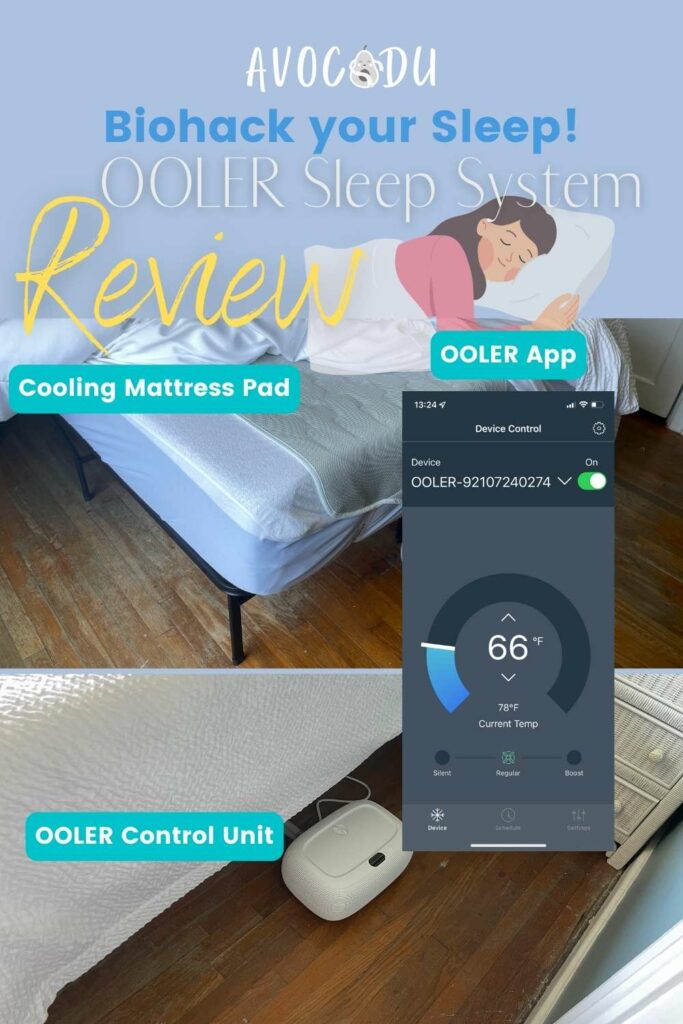 AVOCADU
Biohack your Sleep!
OOLER Sleep System
Review
OOLER App
Cooling Mattress Pad
13:24
Device Control
Device
On
OOLER-92107240274
66 °F
78°F
Current Temp
Silent
Regular
Boost
Device
Schedule
Settings
OOLER Control Unit